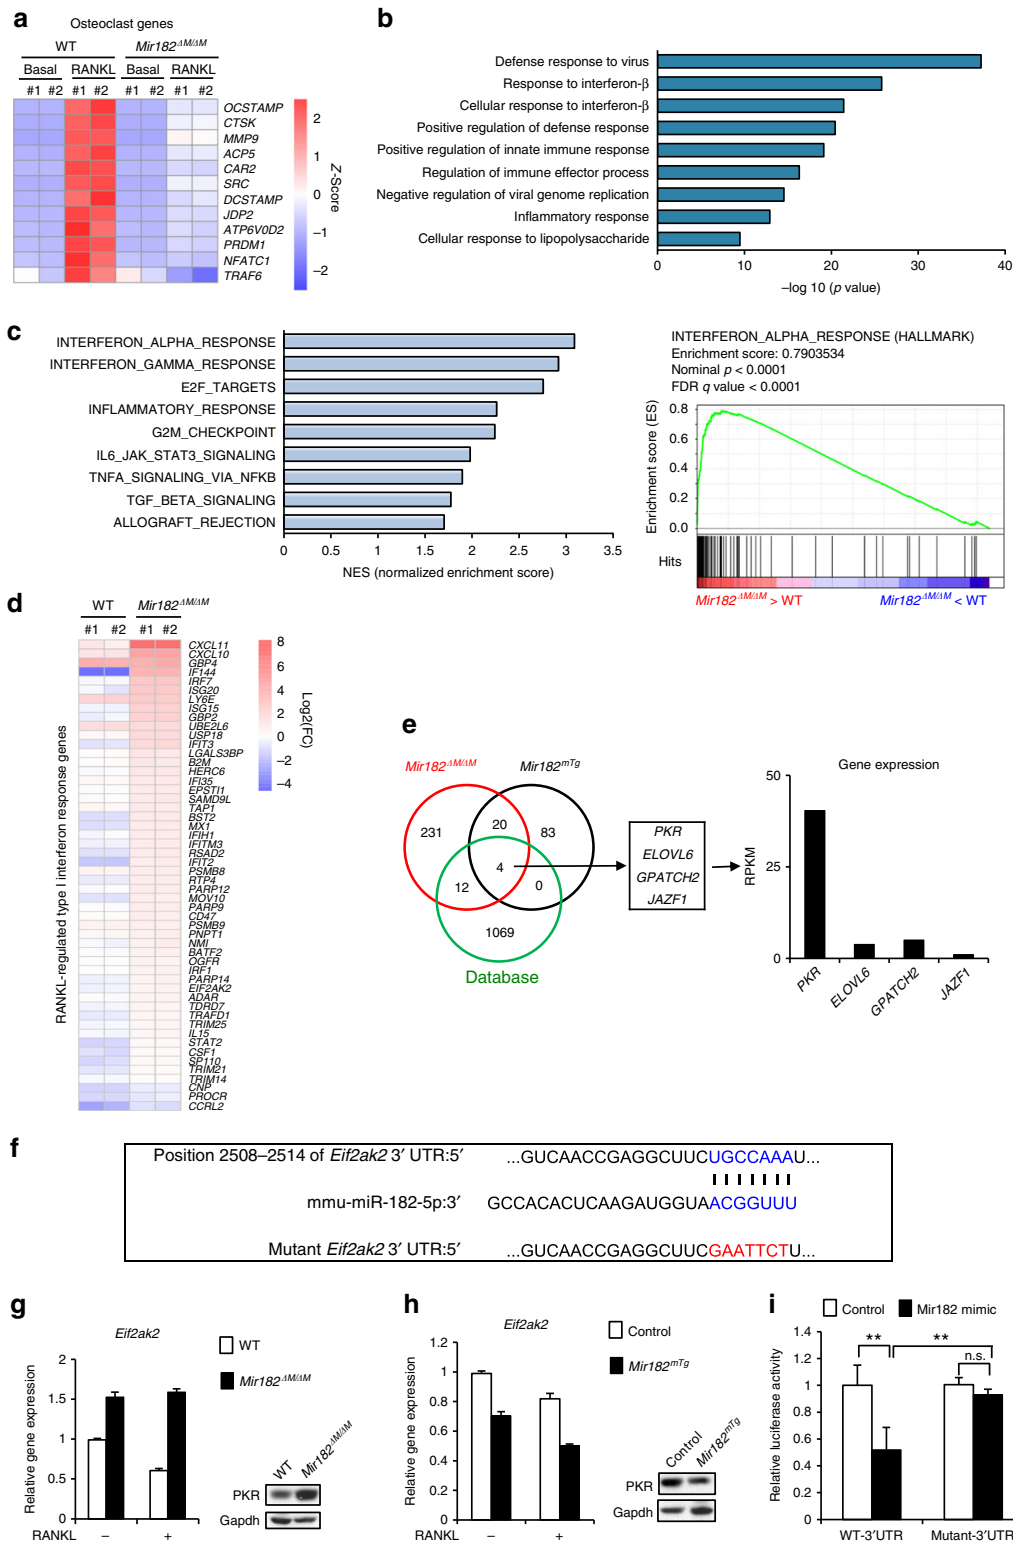 a
Osteoclast genes
WT
Mir182ΔM/ΔM
Basal RANKL Basal RANKL
#1 #2 #1 #2 #1 #2 #1 #2
OCSTAMP
CTSK
MMP9
ACP5
CAR2
SRC
DCSTAMP
JDP2
ATP6V0D2
PRDM1
NFATC1
TRAF6
2
1
0
−1
−2
Z-Score
b
Defense response to virus
Response to interferon-β
Cellular response to interferon-β
Positive regulation of defense response
Positive regulation of innate immune response
Regulation of immune effector process
Negative regulation of viral genome replication
Inflammatory response
Cellular response to lipopolysaccharide
0 10 20 30 40
−log 10 (p value)
c
INTERFERON_ALPHA_RESPONSE
INTERFERON_GAMMA_RESPONSE
E2F_TARGETS
INFLAMMATORY_RESPONSE
G2M_CHECKPOINT
IL6_JAK_STAT3_SIGNALING
TNFA_SIGNALING_VIA_NFKB
TGF_BETA_SIGNALING
ALLOGRAFT_REJECTION
0 0.5 1 1.5 2 2.5 3 3.5
NES (normalized enrichment score)
INTERFERON_ALPHA_RESPONSE (HALLMARK)
Enrichment score: 0.7903534
Nominal p < 0.0001
FDR q value < 0.0001
Enrichment score (ES)
0.8
0.6
0.4
0.2
0.0
Hits
Mir182ΔM/ΔM > WT
Mir182ΔM/ΔM < WT
d
WT
Mir182ΔM/ΔM
#1 #2 #1 #2
RANKL-regulated type I interferon response genes
CXCL11
CXCL10
GBP4
IF144
IRF7
ISG20
LY6E
ISG15
GBP2
UBE2L6
USP18
IFIT3
LGALS3BP
B2M
HERC6
IFI35
EPSTI1
SAMD9L
TAP1
BST2
MX1
IFIH1
IFITM3
RSAD2
IFIT2
PSMB8
RTP4
PARP12
MOV10
PARP9
CD47
PSMB9
PNPT1
NMI
BATF2
OGFR
IRF1
PARP14
EIF2AK2
ADAR
TDRD7
TRAFD1
TRIM25
IL15
STAT2
CSF1
SP110
TRIM21
TRIM14
CNP
PROCR
CCRL2
8
6
4
2
0
−2
−4
Log2(FC)
e
Mir182ΔM/ΔM
Mir182mTg
231
20
83
4
12
0
1069
Database
PKR
ELOVL6
GPATCH2
JAZF1
Gene expression
RPKM
50
25
0
PKR
ELOVL6
GPATCH2
JAZF1
f
Position 2508–2514 of Eif2ak2 3′ UTR:5′ ...GUCAACCGAGGCUUCUGCCAAAU...
mmu-miR-182-5p:3′ GCCACACUCAAGAUGGUAACGGUUU
Mutant Eif2ak2 3′ UTR:5′ ...GUCAACCGAGGCUUCGAATTCTU...
g
Eif2ak2
Relative gene expression
2
1.5
1
0.5
0
RANKL − +
WT
Mir182ΔM/ΔM
WT
Mir182ΔM/ΔM
PKR
Gapdh
h
Eif2ak2
Relative gene expression
1.2
1
0.8
0.6
0.4
0.2
0
RANKL − +
Control
Mir182mTg
Control
Mir182mTg
PKR
Gapdh
i
Control
Mir182 mimic
Relative luciferase activity
1.4
1.2
1
0.8
0.6
0.4
0.2
0
**
**
n.s.
WT-3′UTR
Mutant-3′UTR